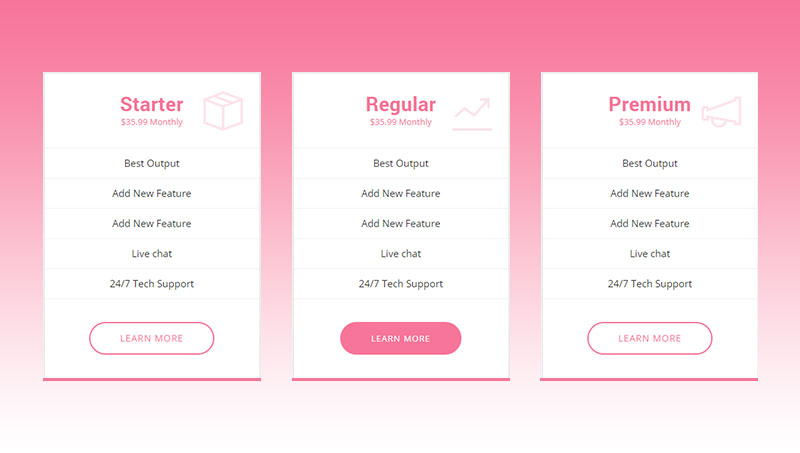 Starter
$35.99 Monthly
Best Output
Add New Feature
Add New Feature
Live chat
24/7 Tech Support
LEARN MORE
Regular
$35.99 Monthly
Best Output
Add New Feature
Add New Feature
Live chat
24/7 Tech Support
LEARN MORE
Premium
$35.99 Monthly
Best Output
Add New Feature
Add New Feature
Live chat
24/7 Tech Support
LEARN MORE